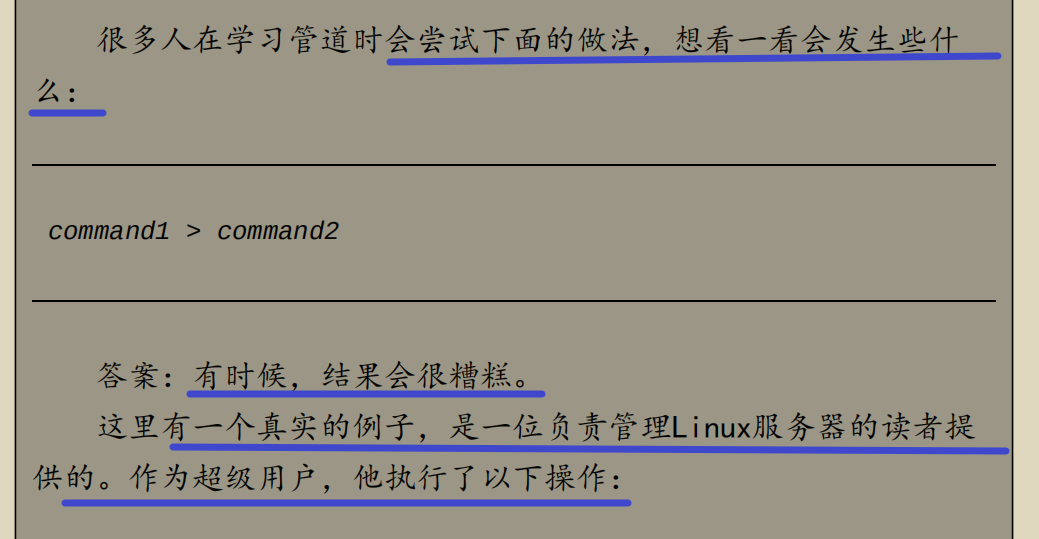 很多人在学习管道时会尝试下面的做法，想看一看会发生些什
么：
command1 > command2
答案：有时候，结果会很糟糕。
这里有一个真实的例子，是一位负责管理Linux服务器的读者提
供的。作为超级用户，他执行了以下操作：